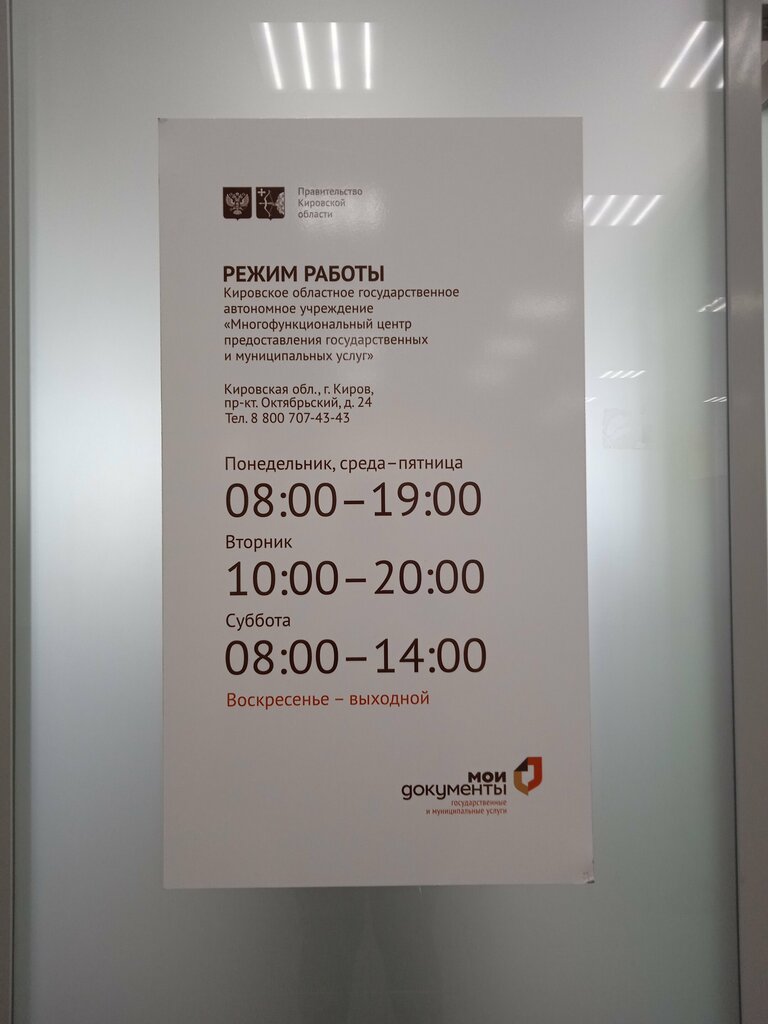 Правительство
Кировской
области
РЕЖИМ РАБОТЫ
Кировское областное государственное
автономное учреждение
«Многофункциональный центр
предоставления государственных
и муниципальных услуг»
Кировская обл., г. Киров,
пр-кт. Октябрьский, д. 24
Тел. 8 800 707-43-43
Понедельник, среда–пятница
08:00–19:00
Вторник
10:00–20:00
Суббота
08:00–14:00
Воскресенье – выходной
мои
документы
государственные
и муниципальные услуги